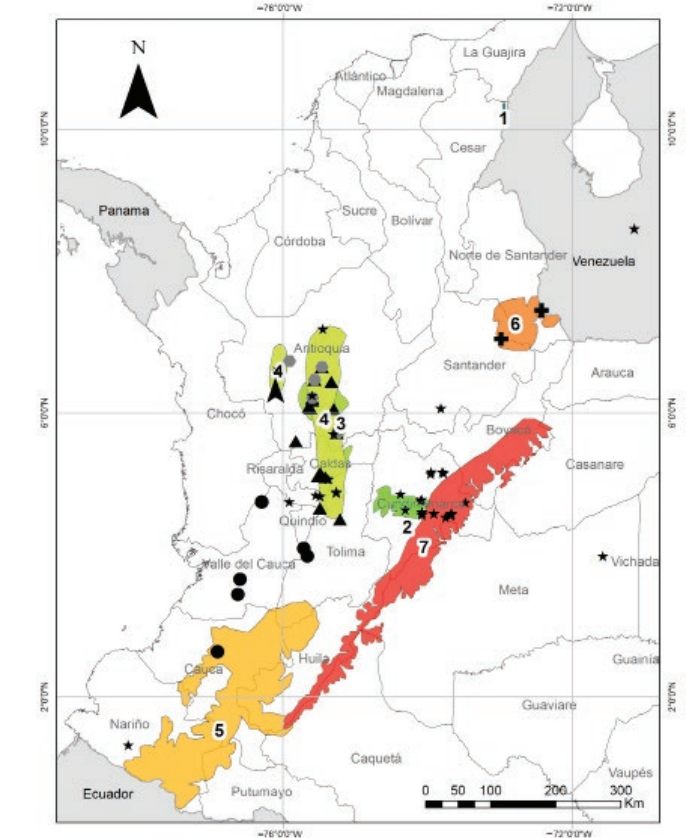 -76°0'0"W
-72°0'0"W
N
La Guajira
Atlántico
Magdalena
1
10°0'0"N
10°0'0"N
Cesar
Panama
Sucre
Bolívar
Córdoba
Norte de Santander
Venezuela
6
Antioquia
Santander
4
Arauca
6°0'0"N
6°0'0"N
Chocó
4
3
Boyacá
Risaralda
Caldas
Casanare
Quindío
2
7
Tolima
Valle del Cauca
Vichada
Meta
Huila
Guainía
Cauca
2°0'0"N
2°0'0"N
Nariño
5
Guaviare
Caquetá
Ecuador
Putumayo
Vaupés
0 50 100 200 300
Km
-76°0'0"W
-72°0'0"W